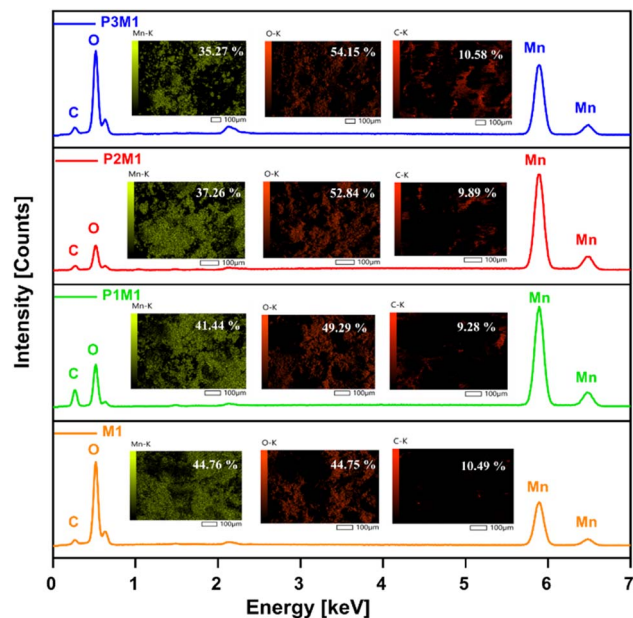 P3M1
O
Mn-K
35.27 %
O-K
54.15 %
C-K
10.58 %
Mn
C
Mn
100µm
100µm
100µm
P2M1
Mn
Mn-K
37.26 %
O-K
52.84 %
C-K
9.89 %
O
C
Mn
100µm
100µm
100µm
P1M1
Mn
Mn-K
41.44 %
O-K
49.29 %
C-K
9.28 %
O
C
Mn
100µm
100µm
100µm
M1
O
Mn-K
44.76 %
O-K
44.75 %
C-K
10.49 %
Mn
C
Mn
100µm
100µm
100µm
Intensity [Counts]
0 1 2 3 4 5 6 7
Energy [keV]